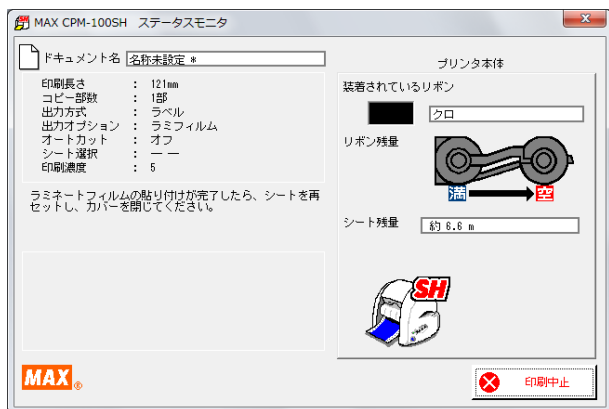 MAX CPM-100SH ステータスモニタ
ドキュメント名 名称未設定 *
印刷長さ : 121mm
コピー部数 : 1部
出力方式 : ラベル
出力オプション : ラミフィルム
オートカット : オフ
シート選択 : ーー
印刷濃度 : 5
ラミネートフィルムの貼り付けが完了したら、シートを再
セットし、カバーを閉じてください。
プリンタ本体
装着されているリボン
クロ
リボン残量
満 空
シート残量 約 6.6 m
SH
MAX®
印刷中止